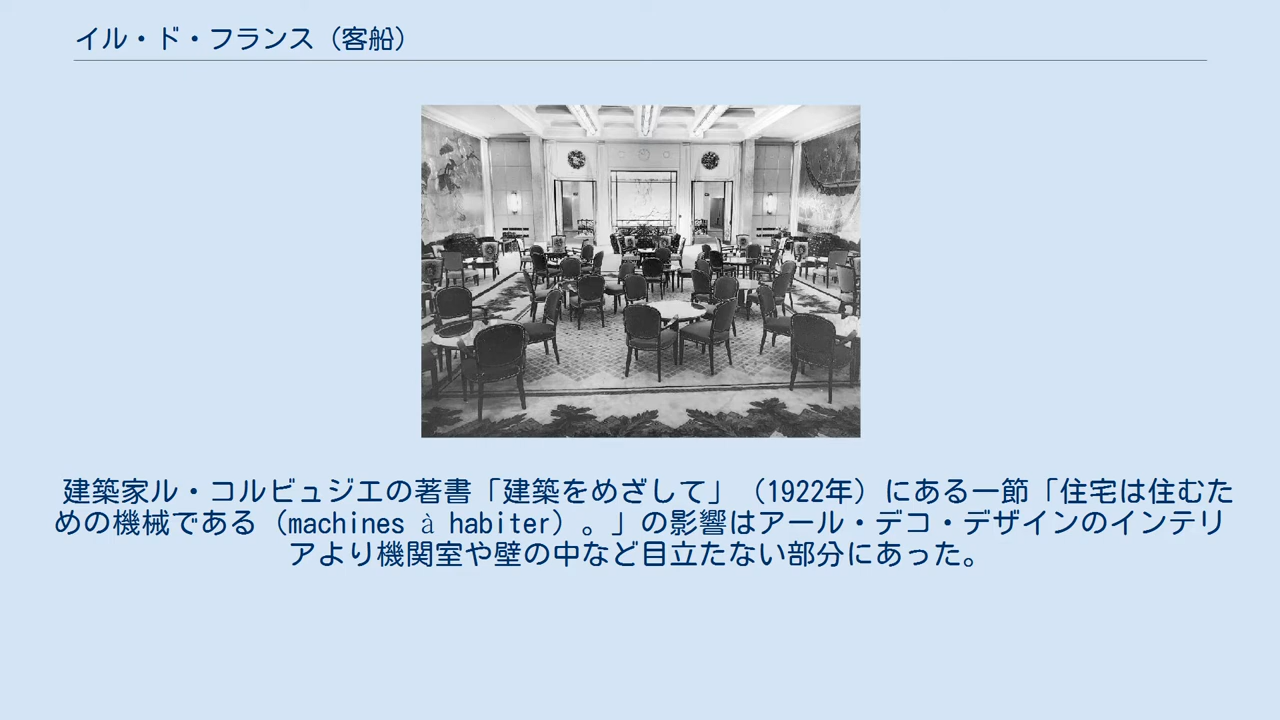 イル・ド・フランス（客船）
建築家ル・コルビュジエの著書「建築をめざして」（1922年）にある一節「住宅は住むた
めの機械である（machines à habiter）。」の影響はアール・デコ・デザインのインテリ
アより機関室や壁の中など目立たない部分にあった。